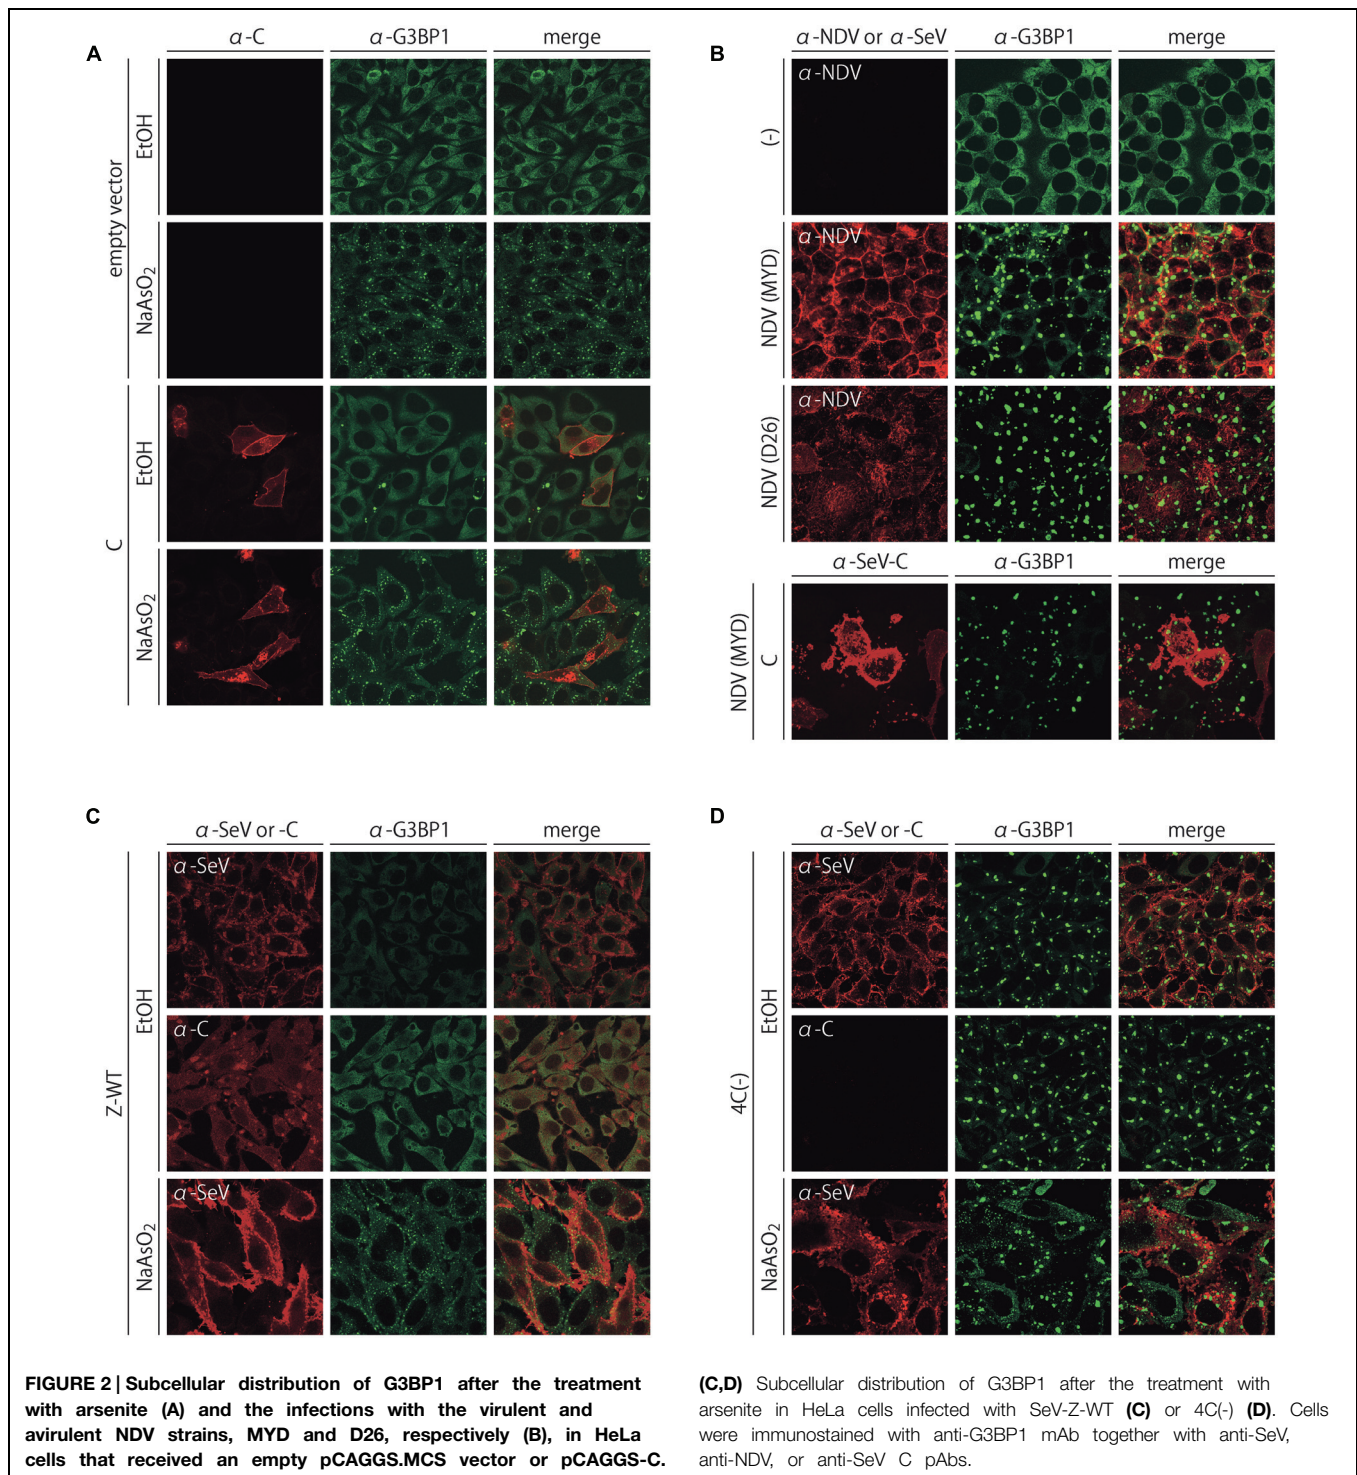 A
α-C α-G3BP1 merge
empty vector
EtOH
NaAsO2
C
EtOH
NaAsO2
B
α-NDV or α-SeV α-G3BP1 merge
(-)
α-NDV
NDV (MYD)
α-NDV
NDV (D26)
α-NDV
α-SeV-C α-G3BP1 merge
NDV (MYD)
C
C
α-SeV or -C α-G3BP1 merge
Z-WT
EtOH
α-SeV
α-C
NaAsO2
α-SeV
D
α-SeV or -C α-G3BP1 merge
4C(-)
EtOH
α-SeV
α-C
NaAsO2
α-SeV
FIGURE 2 | Subcellular distribution of G3BP1 after the treatment
with arsenite (A) and the infections with the virulent and
avirulent NDV strains, MYD and D26, respectively (B), in HeLa
cells that received an empty pCAGGS.MCS vector or pCAGGS-C.
(C,D) Subcellular distribution of G3BP1 after the treatment with
arsenite in HeLa cells infected with SeV-Z-WT (C) or 4C(-) (D). Cells
were immunostained with anti-G3BP1 mAb together with anti-SeV,
anti-NDV, or anti-SeV C pAbs.